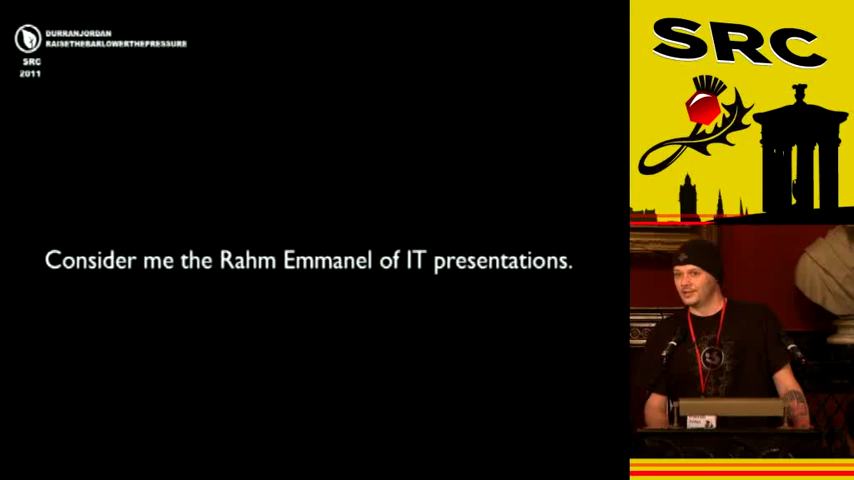 DURRANJORDAN
RAISETHEBARLOWERTHEPRESSURE
SRC
2011
Consider me the Rahm Emmanel of IT presentations.
SRC